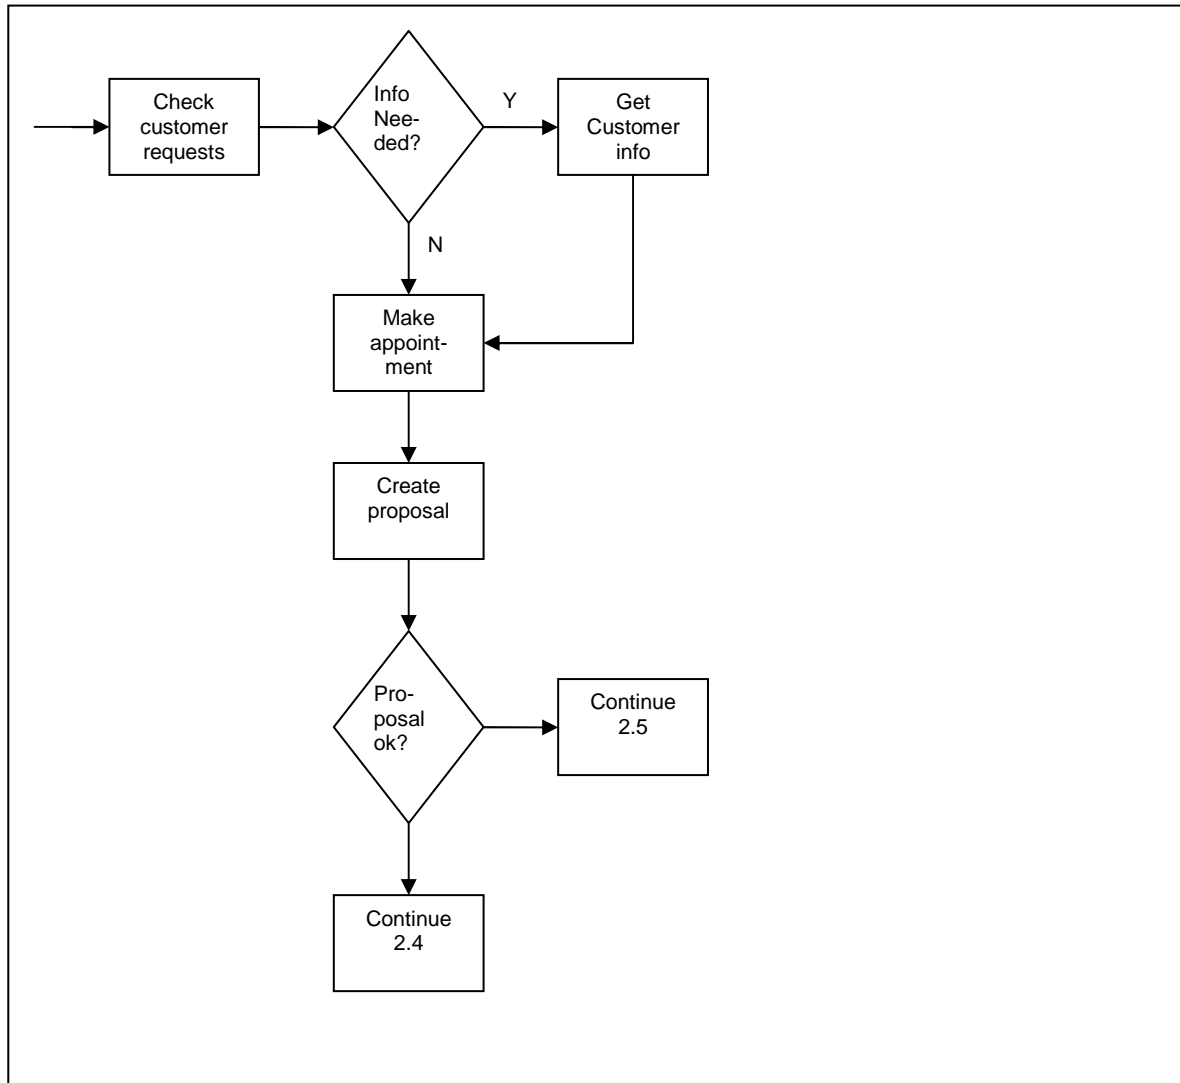 Check
customer
requests
Info
Nee-
ded?
Y
Get
Customer
info
N
Make
appoint-
ment
Create
proposal
Pro-
posal
ok?
Continue
2.5
Continue
2.4